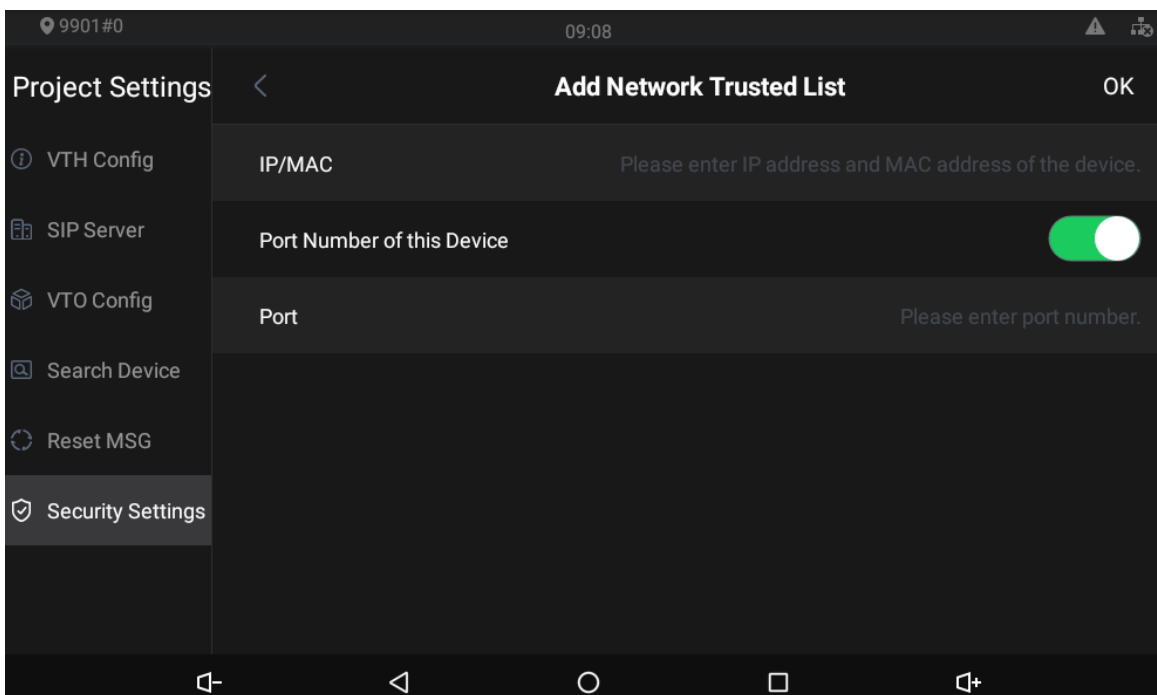 9901#0
09:08
Project Settings
Add Network Trusted List
OK
VTH Config
IP/MAC
Please enter IP address and MAC address of the device.
SIP Server
Port Number of this Device
VTO Config
Port
Please enter port number.
Search Device
Reset MSG
Security Settings